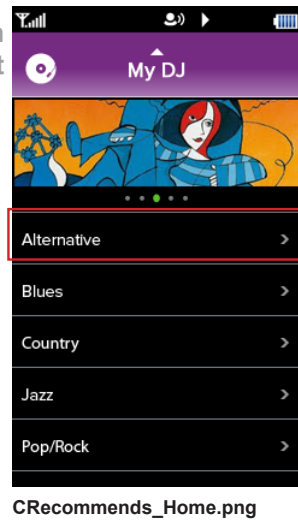 My DJ
Alternative
Blues
Country
Jazz
Pop/Rock
CRecommends_Home.png